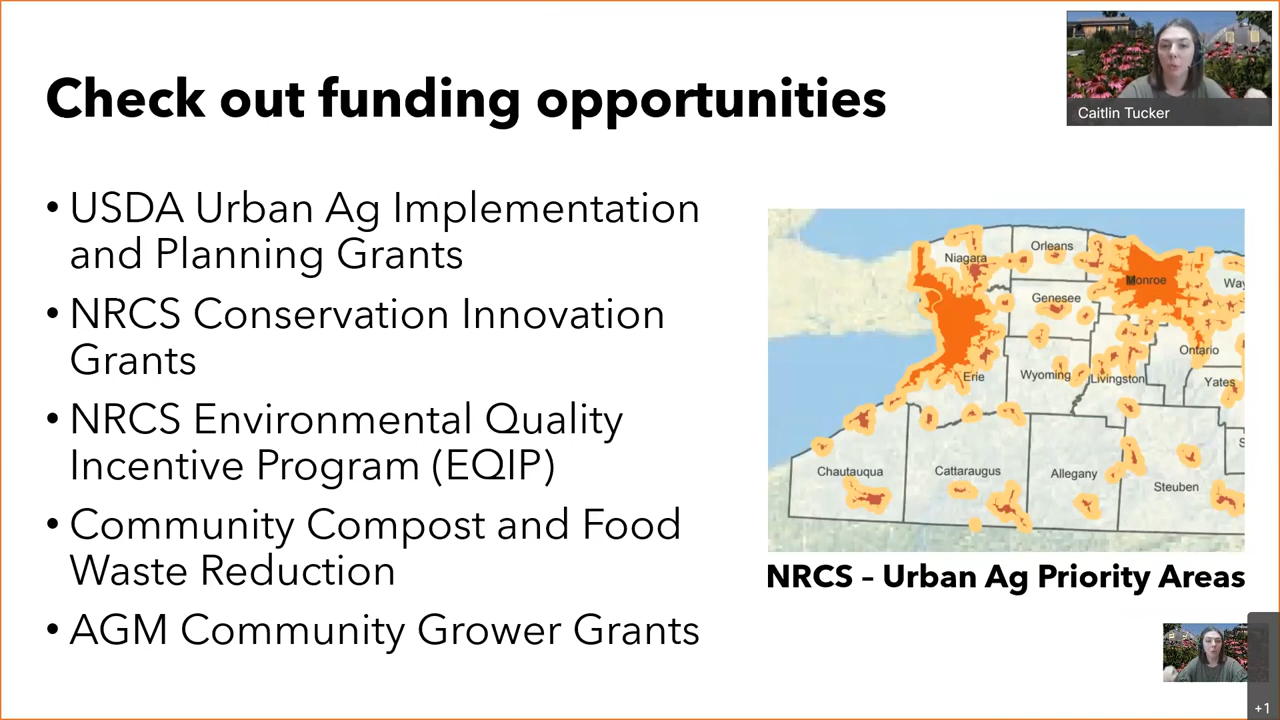 Check out funding opportunities
Caitlin Tucker
• USDA Urban Ag Implementation
and Planning Grants
• NRCS Conservation Innovation
Grants
• NRCS Environmental Quality
Incentive Program (EQIP)
• Community Compost and Food
Waste Reduction
• AGM Community Grower Grants
Niagara
Orleans
Monroe
Genesee
Way
Ontario
Erie
Wyoming
Livingston
Yates
Chautauqua
Cattaraugus
Allegany
Steuben
S
NRCS – Urban Ag Priority Areas
+1